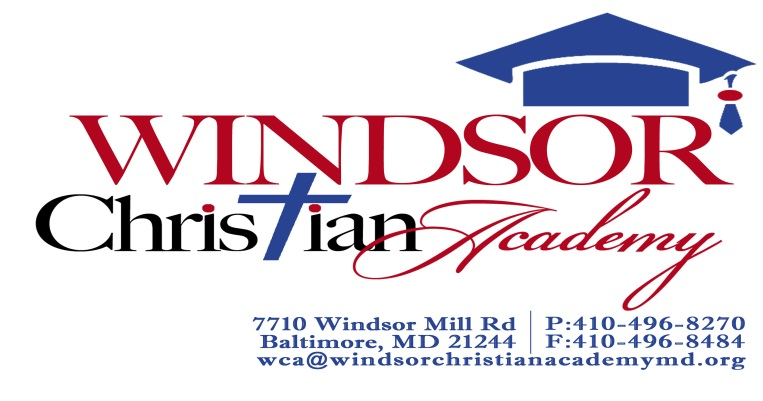 WINDSOR
Christian Academy
7710 Windsor Mill Rd | P:410-496-8270
Baltimore, MD 21244 | F:410-496-8484
wca@windsorchristianacademymd.org